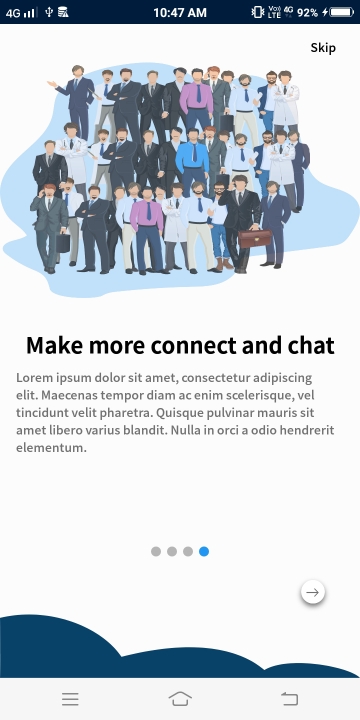 4G 10:47 AM Vo) LTE 4G 92%
Skip
Make more connect and chat
Lorem ipsum dolor sit amet, consectetur adipiscing
elit. Maecenas tempor diam ac enim scelerisque, vel
tincidunt velit pharetra. Quisque pulvinar mauris sit
amet libero varius blandit. Nulla in orci a odio hendrerit
elementum.